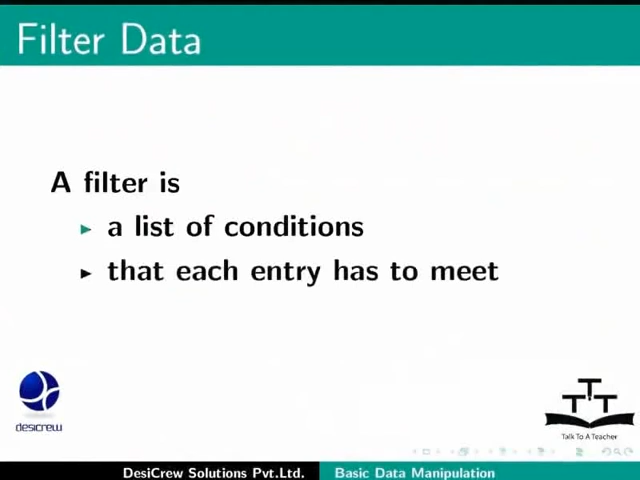 Filter Data
A filter is
a list of conditions
that each entry has to meet
desicrew
TTT
Talk To A Teacher
DesiCrew Solutions Pvt.Ltd. Basic Data Manipulation